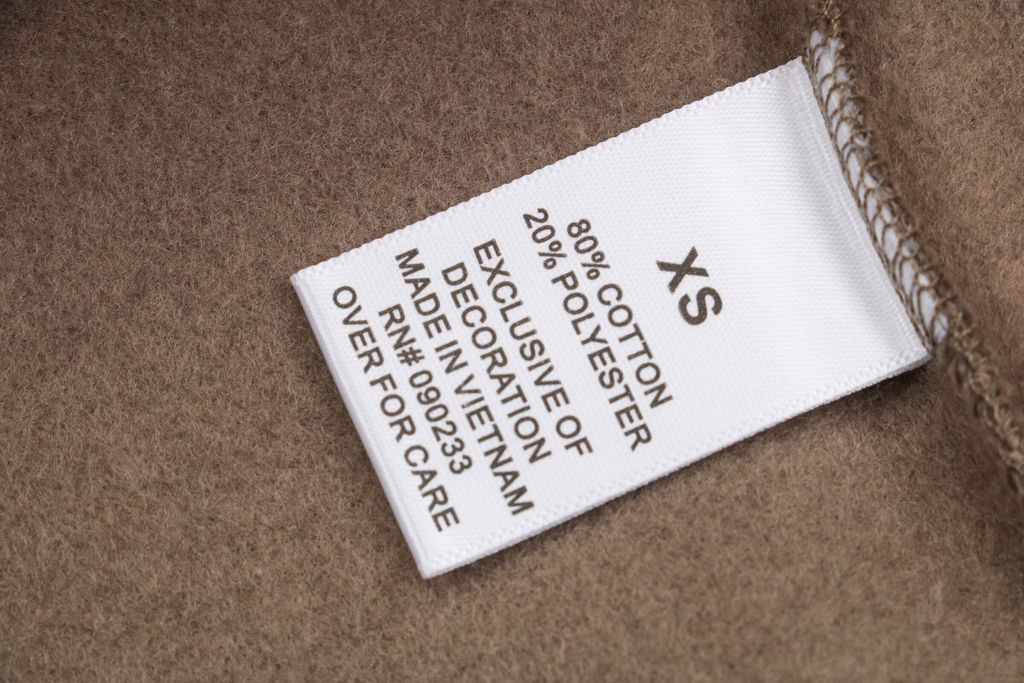 XS
80% COTTON
20% POLYESTER
EXCLUSIVE OF
DECORATION
MADE IN VIETNAM
RN# 090233
OVER FOR CARE